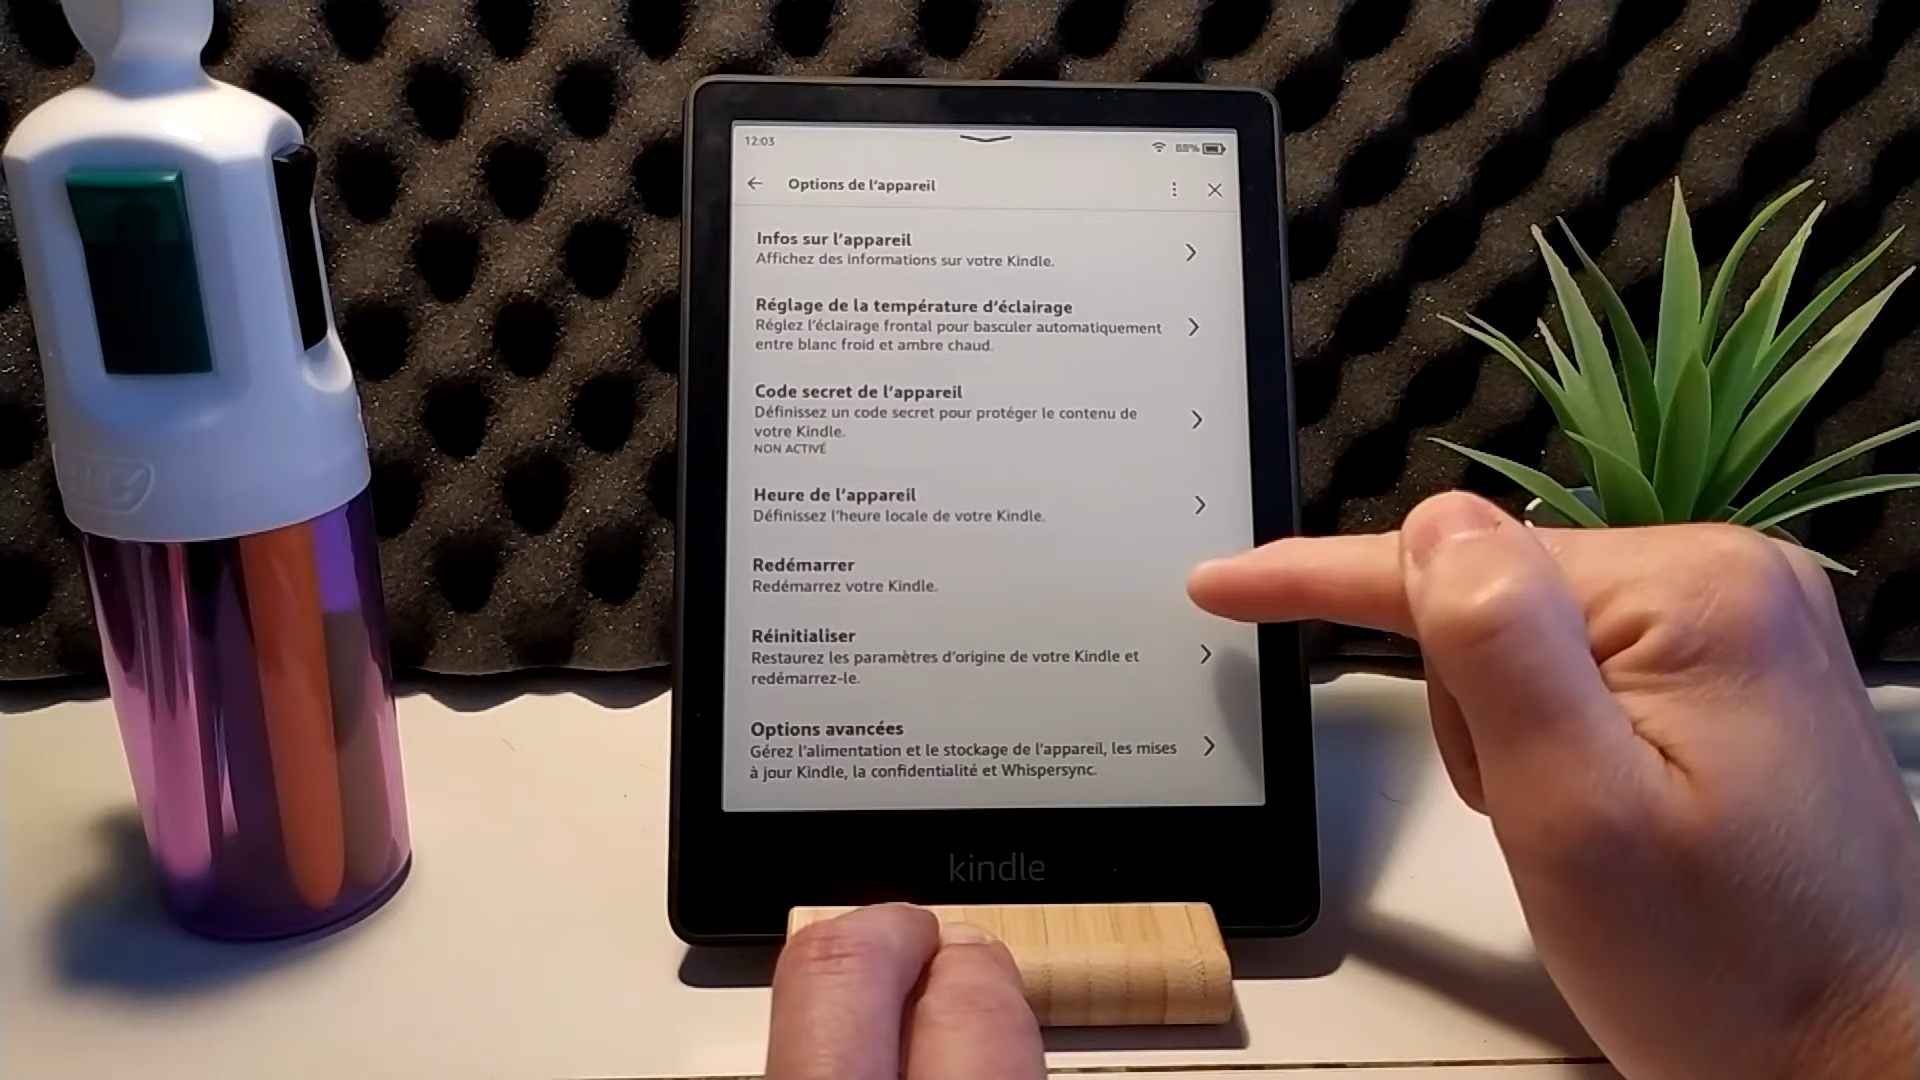 12:03
88%
Options de l'appareil
Infos sur l'appareil
Affichez des informations sur votre Kindle.
Réglage de la température d'éclairage
Réglez l'éclairage frontal pour basculer automatiquement
entre blanc froid et ambre chaud.
Code secret de l'appareil
Définissez un code secret pour protéger le contenu de
votre Kindle.
NON ACTIVÉ
Heure de l'appareil
Définissez l'heure locale de votre Kindle.
Redémarrer
Redémarrez votre Kindle.
Réinitialiser
Restaurez les paramètres d'origine de votre Kindle et
redémarrez-le.
Options avancées
Gérez l'alimentation et le stockage de l'appareil, les mises
à jour Kindle, la confidentialité et Whispersync.
kindle
BIC